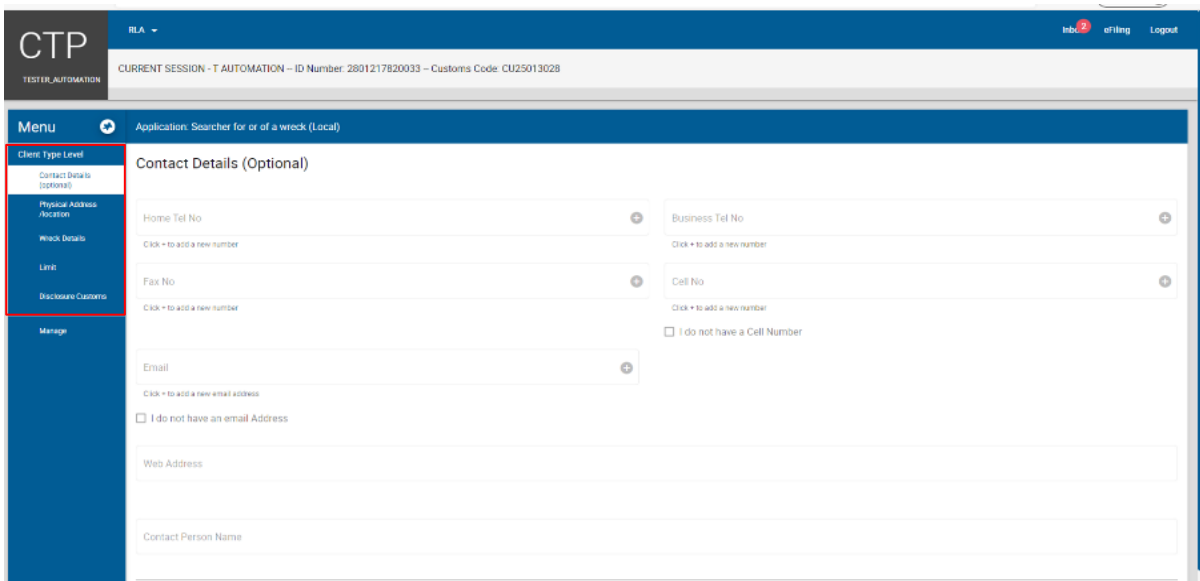 CTP
TESTER_AUTOMATION
RLA
2
eFiling
Logout
CURRENT SESSION - T AUTOMATION -- ID Number: 2801217820033 -- Customs Code: CU25013028
Menu
Application: Searcher for or of a wreck (Local)
Client Type Level
Contact Details
(optional)
Physical Address
/location
Wreck Details
Limit
Disclosure Customs
Manage
Contact Details (Optional)
Home Tel No
Business Tel No
Click + to add a new number
Click + to add a new number
Fax No
Cell No
Click + to add a new number
Click + to add a new number
I do not have a Cell Number
Email
Click + to add a new email address
I do not have an email Address
Web Address
Contact Person Name